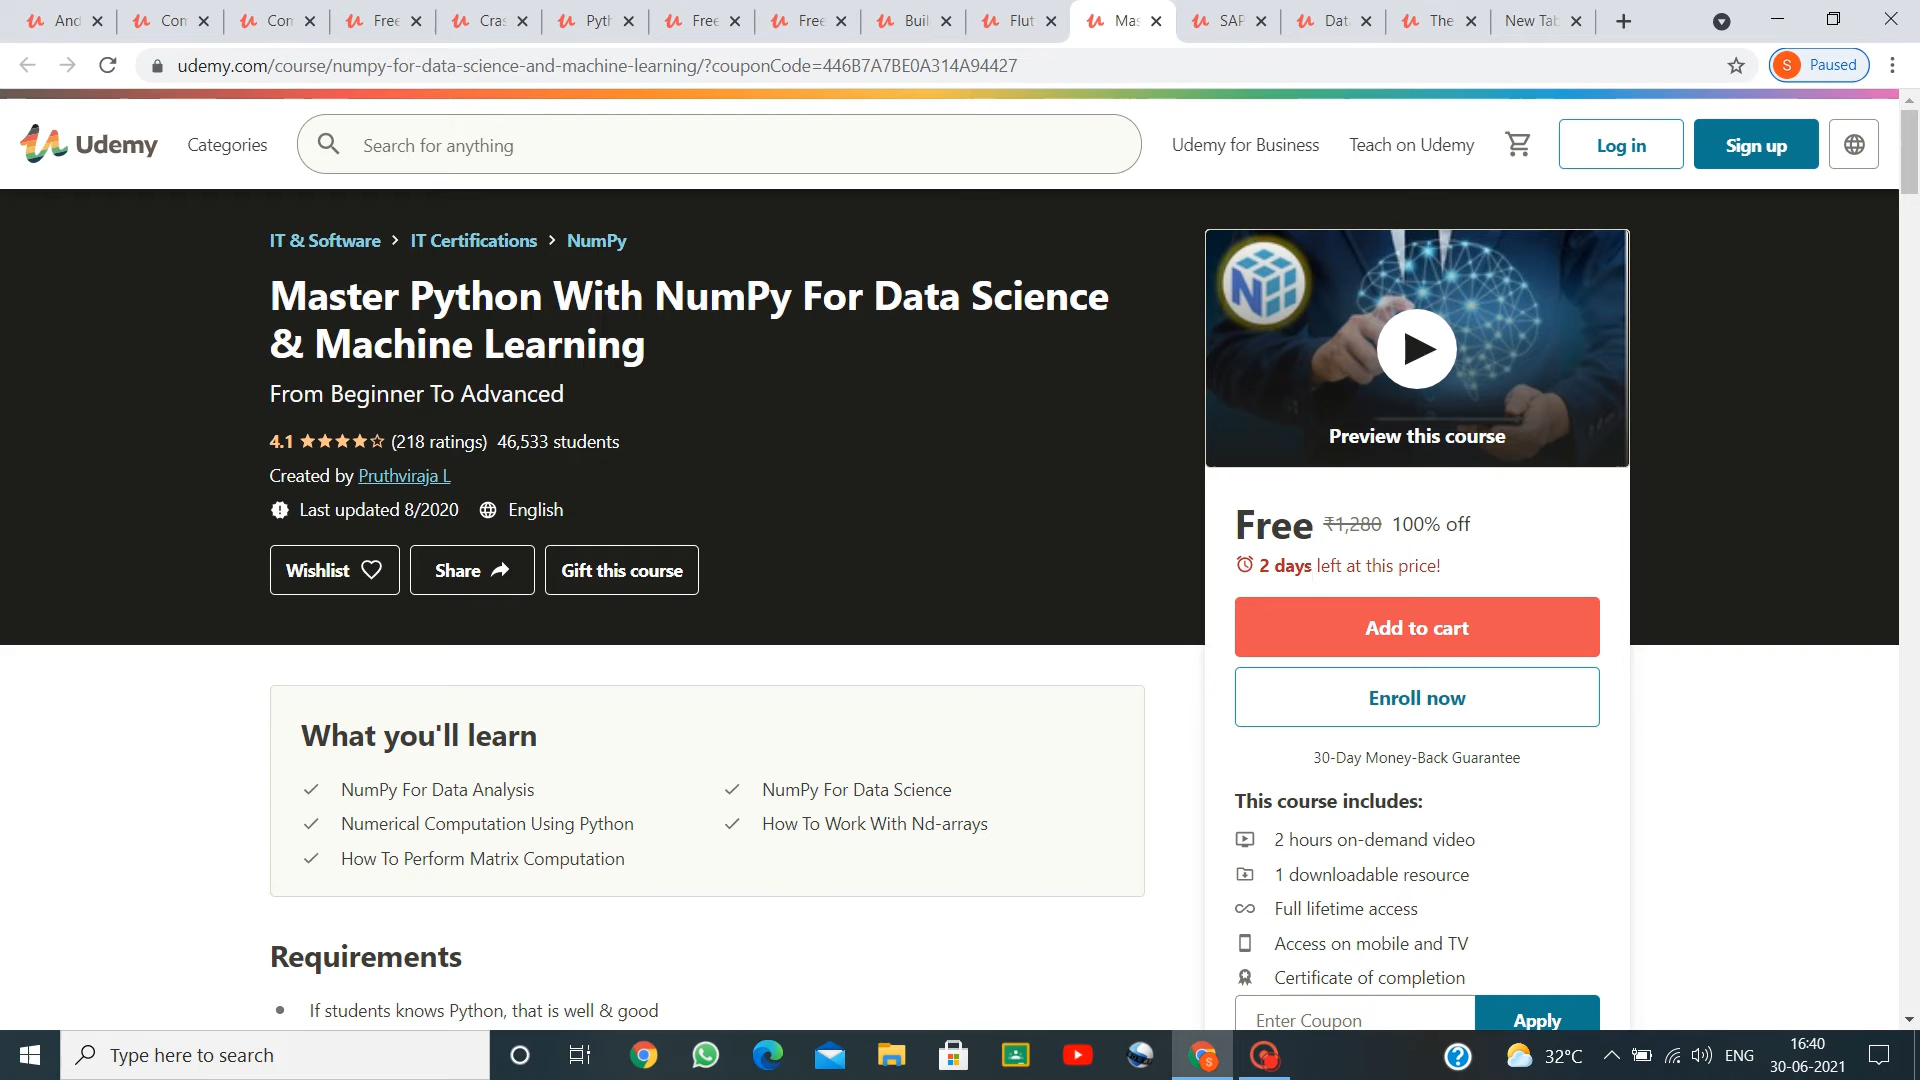 And
Con
Con
Free
Cras
Pyth
Free
Free
Buil
Flut
Mas
SAP
Data
The
New Tab
udemy.com/course/numpy-for-data-science-and-machine-learning/?couponCode=446B7A7BE0A314A94427
S
Paused
Udemy
Categories
Search for anything
Udemy for Business
Teach on Udemy
Log in
Sign up
IT & Software > IT Certifications > NumPy
Master Python With NumPy For Data Science
& Machine Learning
From Beginner To Advanced
4.1 (218 ratings) 46,533 students
Created by Pruthviraja L
Last updated 8/2020 English
Wishlist
Share
Gift this course
Preview this course
Free ₹1,280 100% off
2 days left at this price!
Add to cart
Enroll now
30-Day Money-Back Guarantee
This course includes:
2 hours on-demand video
1 downloadable resource
Full lifetime access
Access on mobile and TV
Certificate of completion
Enter Coupon
Apply
What you'll learn
NumPy For Data Analysis
NumPy For Data Science
Numerical Computation Using Python
How To Work With Nd-arrays
How To Perform Matrix Computation
Requirements
If students knows Python, that is well & good
Type here to search
32°C
ENG
16:40
30-06-2021